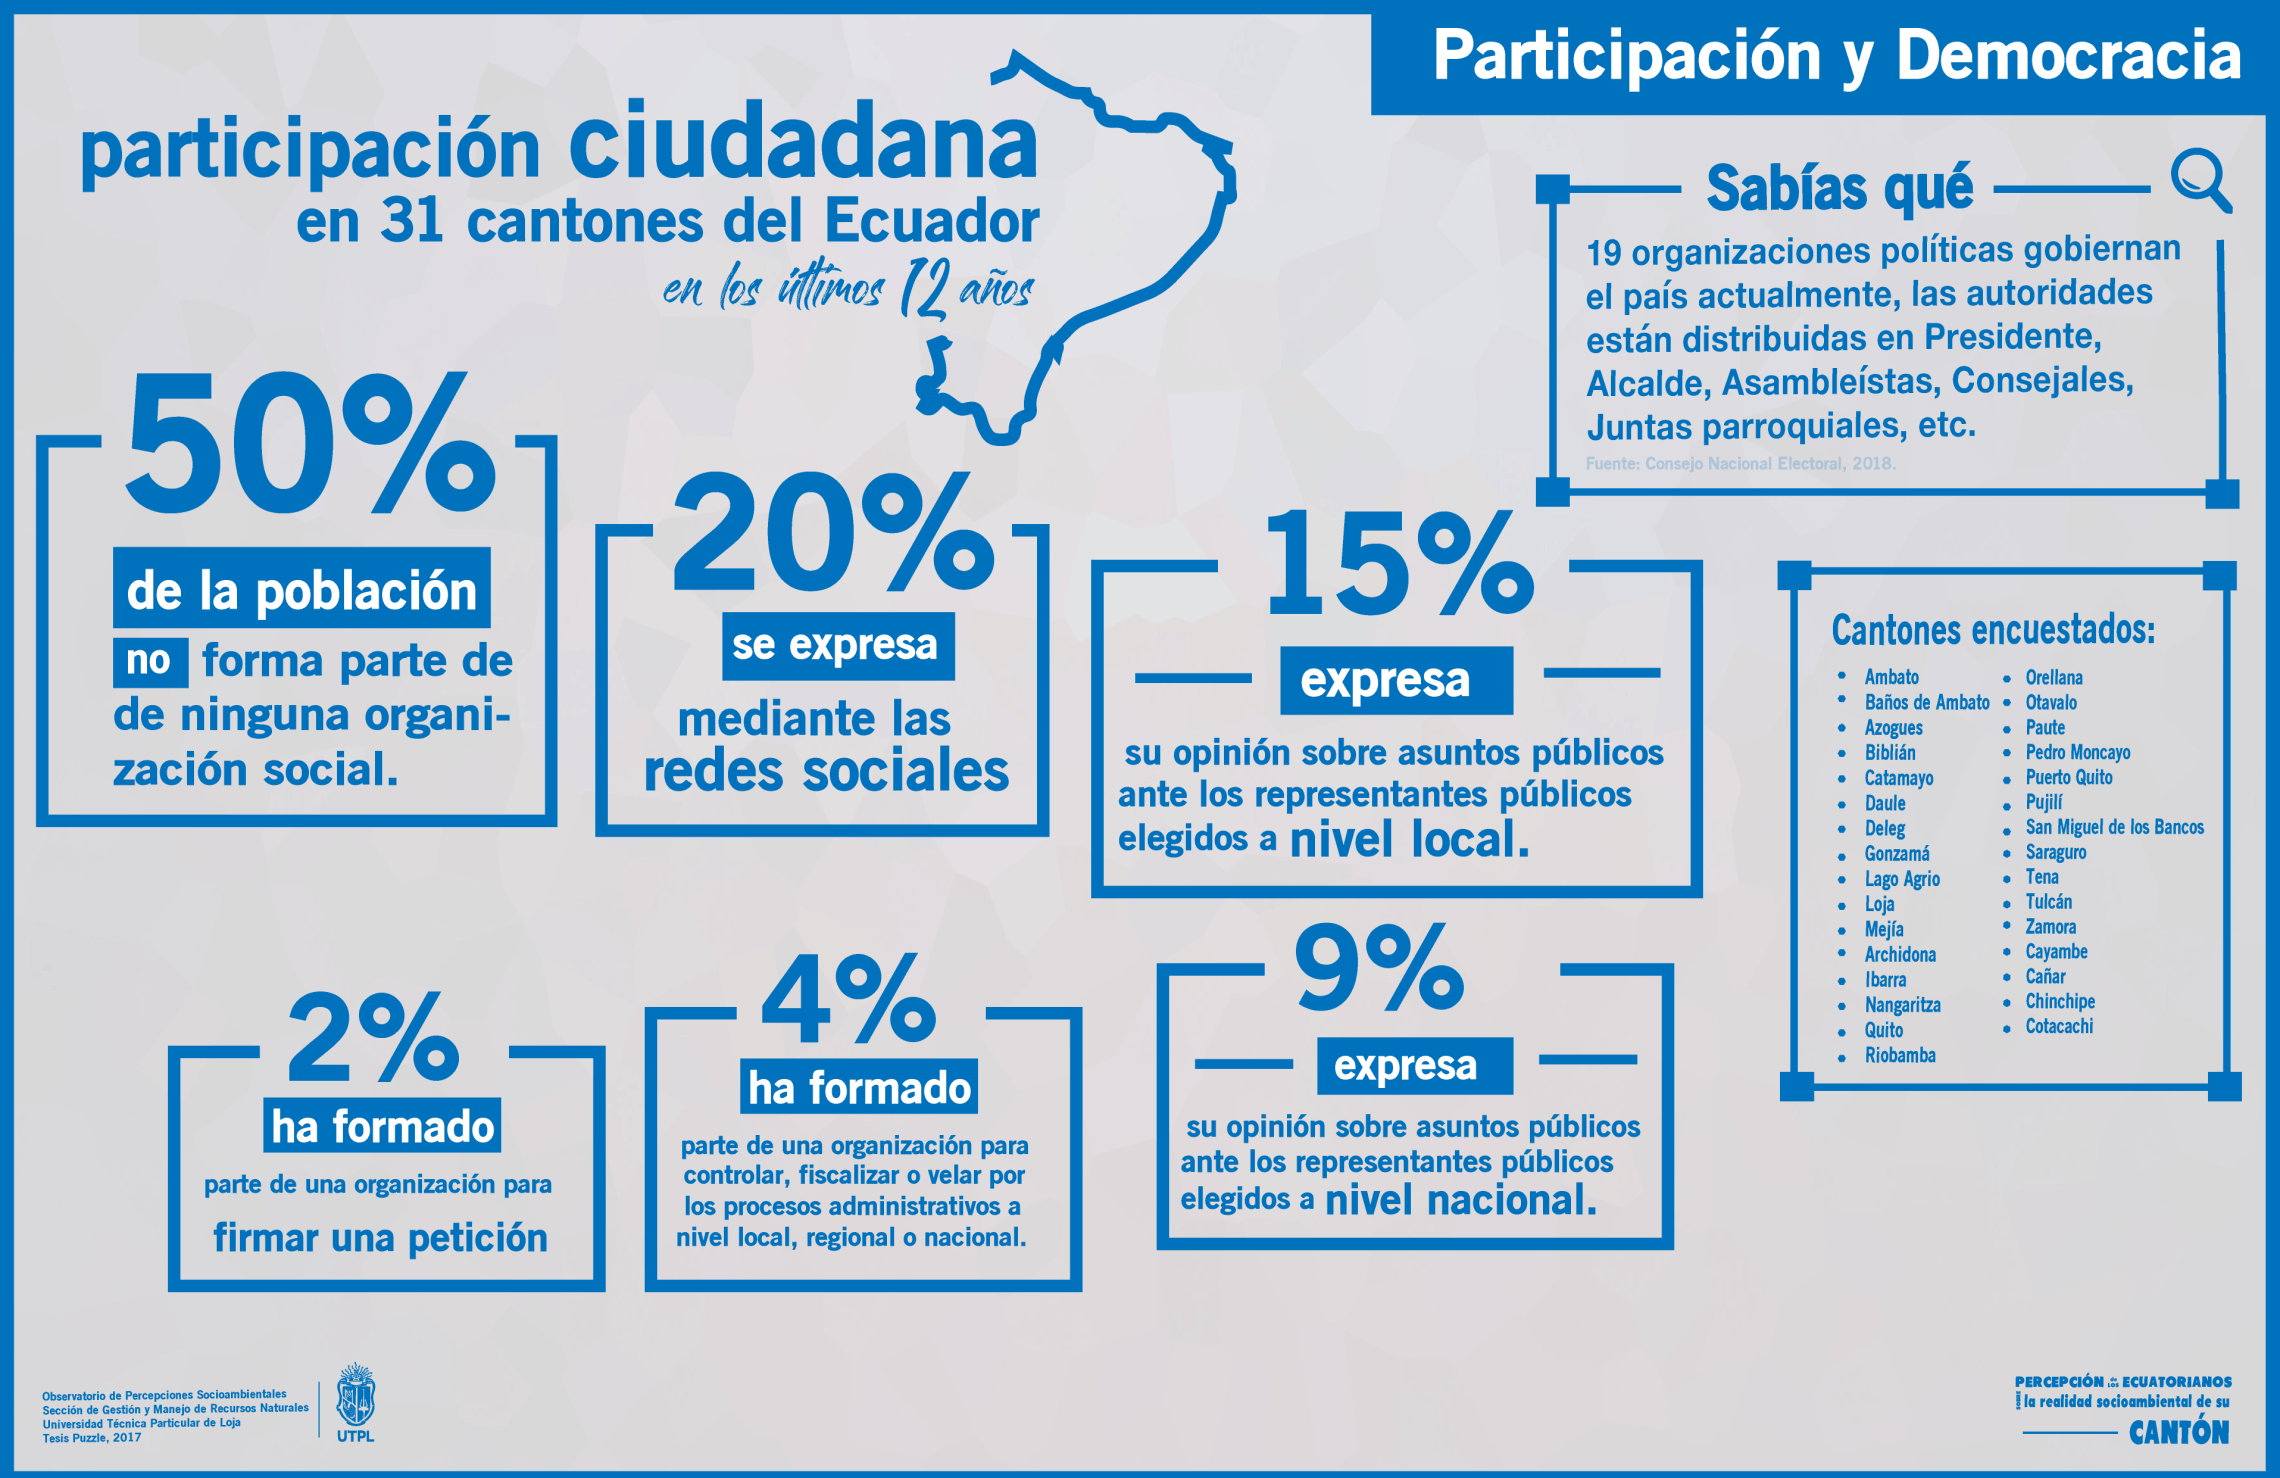 Participación y Democracia
participación ciudadana
en 31 cantones del Ecuador
en los últimos 12 años
Sabías qué
19 organizaciones políticas gobiernan
el país actualmente, las autoridades
están distribuidas en Presidente,
Alcalde, Asambleístas, Consejales,
Juntas parroquiales, etc.
Fuente: Consejo Nacional Electoral, 2018.
50%
de la población
no forma parte de
de ninguna organi-
zación social.
20%
se expresa
mediante las
redes sociales
15%
expresa
su opinión sobre asuntos públicos
ante los representantes públicos
elegidos a nivel local.
2%
ha formado
parte de una organización para
firmar una petición
4%
ha formado
parte de una organización para
controlar, fiscalizar o velar por
los procesos administrativos a
nivel local, regional o nacional.
9%
expresa
su opinión sobre asuntos públicos
ante los representantes públicos
elegidos a nivel nacional.
Cantones encuestados:
• Ambato
• Baños de Ambato
• Azogues
• Biblián
• Catamayo
• Daule
• Deleg
• Gonzamá
• Lago Agrio
• Loja
• Mejía
• Archidona
• Ibarra
• Nangaritza
• Quito
• Riobamba
• Orellana
• Otavalo
• Paute
• Pedro Moncayo
• Puerto Quito
• Pujilí
• San Miguel de los Bancos
• Saraguro
• Tena
• Tulcán
• Zamora
• Cayambe
• Cañar
• Chinchipe
• Cotacachi
Observatorio de Percepciones Socioambientales
Sección de Gestión y Manejo de Recursos Naturales
Universidad Técnica Particular de Loja
Tesis Puzzle, 2017
UTPL
PERCEPCIÓN de LOS ECUATORIANOS
SOBRE la realidad socioambiental de su
CANTÓN